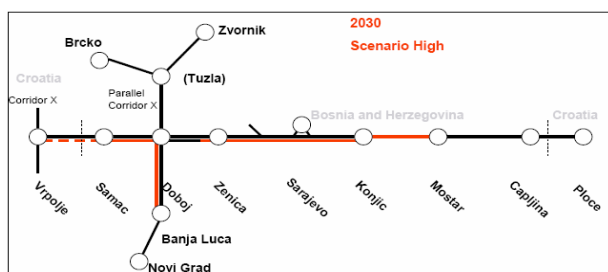 2030
Scenario High
Zvornik
Brcko
(Tuzla)
Croatia
Corridor X
Parallel
Corridor X
Bosnia and Herzegovina
Croatia
Vrpolje
Samac
Doboj
Zenica
Sarajevo
Konjic
Mostar
Capljina
Ploce
Banja Luca
Novi Grad